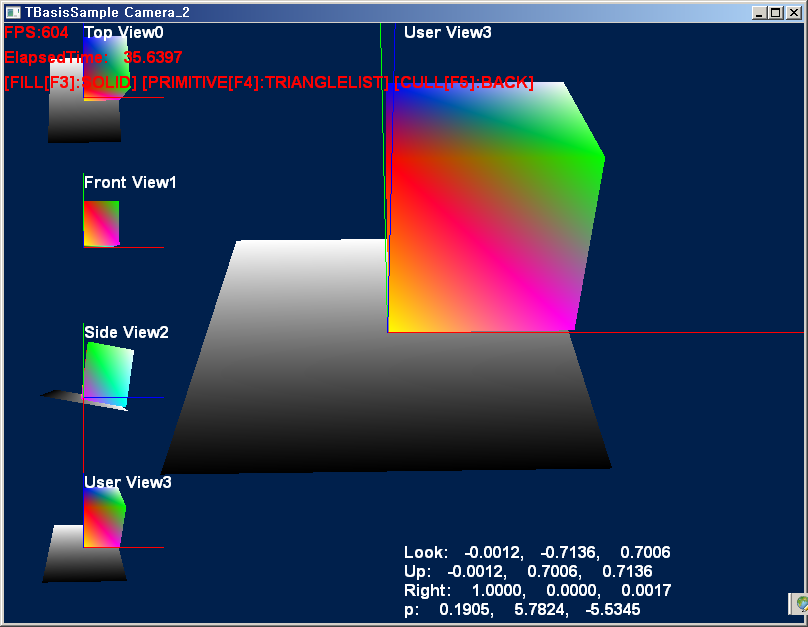 TBasisSample Camera_2
FPS:604
Top View0
User View3
ElapsedTime: 35.6397
[FILL[F3]:SOLID] [PRIMITIVE[F4]:TRIANGLELIST] [CULL[F5]:BACK]
Front View1
Side View2
User View3
Look: -0.0012, -0.7136, 0.7006
Up: -0.0012, 0.7006, 0.7136
Right: 1.0000, 0.0000, 0.0017
p: 0.1905, 5.7824, -5.5345